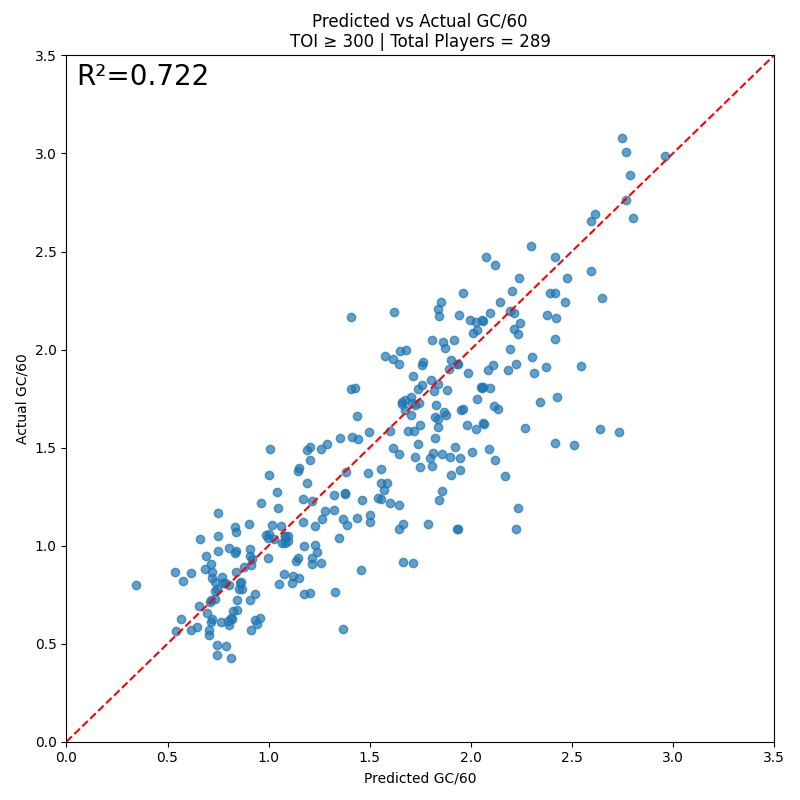 Predicted vs Actual GC/60
TOI ≥ 300 | Total Players = 289
R²=0.722
3.5
3.0
2.5
2.0
1.5
1.0
0.5
0.0
Actual GC/60
0.0 0.5 1.0 1.5 2.0 2.5 3.0 3.5
Predicted GC/60